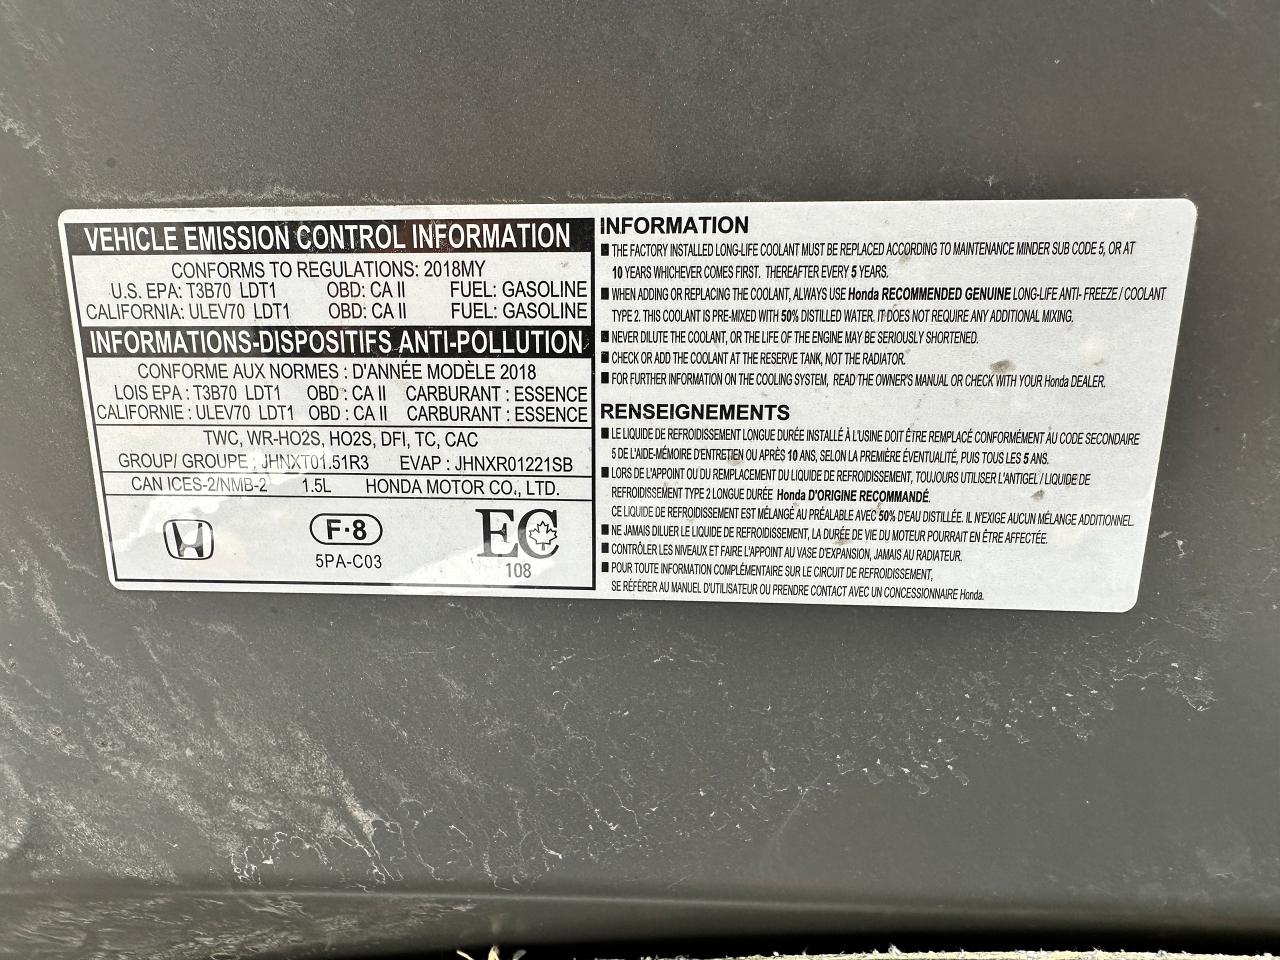 VEHICLE EMISSION CONTROL INFORMATION
CONFORMS TO REGULATIONS: 2018MY
U.S. EPA: T3B70 LDT1 OBD: CA II FUEL: GASOLINE
CALIFORNIA: ULEV70 LDT1 OBD: CA II FUEL: GASOLINE
INFORMATIONS-DISPOSITIFS ANTI-POLLUTION
CONFORME AUX NORMES : D'ANNÉE MODÈLE 2018
LOIS EPA : T3B70 LDT1 OBD : CA II CARBURANT : ESSENCE
CALIFORNIE : ULEV70 LDT1 OBD : CA II CARBURANT : ESSENCE
TWC, WR-HO2S, HO2S, DFI, TC, CAC
GROUP/ GROUPE : JHNXT01.51R3 EVAP : JHNXR01221SB
CAN ICES-2/NMB-2 1.5L HONDA MOTOR CO., LTD.
F·8
5PA-C03
EC
108
INFORMATION
■ THE FACTORY INSTALLED LONG-LIFE COOLANT MUST BE REPLACED ACCORDING TO MAINTENANCE MINDER SUB CODE 5, OR AT
10 YEARS WHICHEVER COMES FIRST. THEREAFTER EVERY 5 YEARS.
■ WHEN ADDING OR REPLACING THE COOLANT, ALWAYS USE Honda RECOMMENDED GENUINE LONG-LIFE ANTI- FREEZE / COOLANT
TYPE 2. THIS COOLANT IS PRE-MIXED WITH 50% DISTILLED WATER. IT DOES NOT REQUIRE ANY ADDITIONAL MIXING.
■ NEVER DILUTE THE COOLANT, OR THE LIFE OF THE ENGINE MAY BE SERIOUSLY SHORTENED.
■ CHECK OR ADD THE COOLANT AT THE RESERVE TANK, NOT THE RADIATOR.
■ FOR FURTHER INFORMATION ON THE COOLING SYSTEM, READ THE OWNER'S MANUAL OR CHECK WITH YOUR Honda DEALER.
RENSEIGNEMENTS
■ LE LIQUIDE DE REFROIDISSEMENT LONGUE DURÉE INSTALLÉ À L'USINE DOIT ÊTRE REMPLACÉ CONFORMÉMENT AU CODE SECONDAIRE
5 DE L'AIDE-MÉMOIRE D'ENTRETIEN OU APRÈS 10 ANS, SELON LA PREMIÈRE ÉVENTUALITÉ, PUIS TOUS LES 5 ANS.
■ LORS DE L'APPOINT OU DU REMPLACEMENT DU LIQUIDE DE REFROIDISSEMENT, TOUJOURS UTILISER L'ANTIGEL / LIQUIDE DE
REFROIDISSEMENT TYPE 2 LONGUE DURÉE Honda D'ORIGINE RECOMMANDÉ.
CE LIQUIDE DE REFROIDISSEMENT EST MÉLANGÉ AU PRÉALABLE AVEC 50% D'EAU DISTILLÉE. IL N'EXIGE AUCUN MÉLANGE ADDITIONNEL.
■ NE JAMAIS DILUER LE LIQUIDE DE REFROIDISSEMENT, OU LA DURÉE DE VIE DU MOTEUR POURRAIT EN ÊTRE AFFECTÉE.
■ CONTRÔLER LES NIVEAUX ET FAIRE L'APPOINT AU VASE D'EXPANSION, JAMAIS AU RADIATEUR.
■ POUR TOUTE INFORMATION COMPLÉMENTAIRE SUR LE CIRCUIT DE REFROIDISSEMENT,
SE RÉFÉRER AU MANUEL D'UTILISATEUR OU PRENDRE CONTACT AVEC UN CONCESSIONNAIRE Honda.